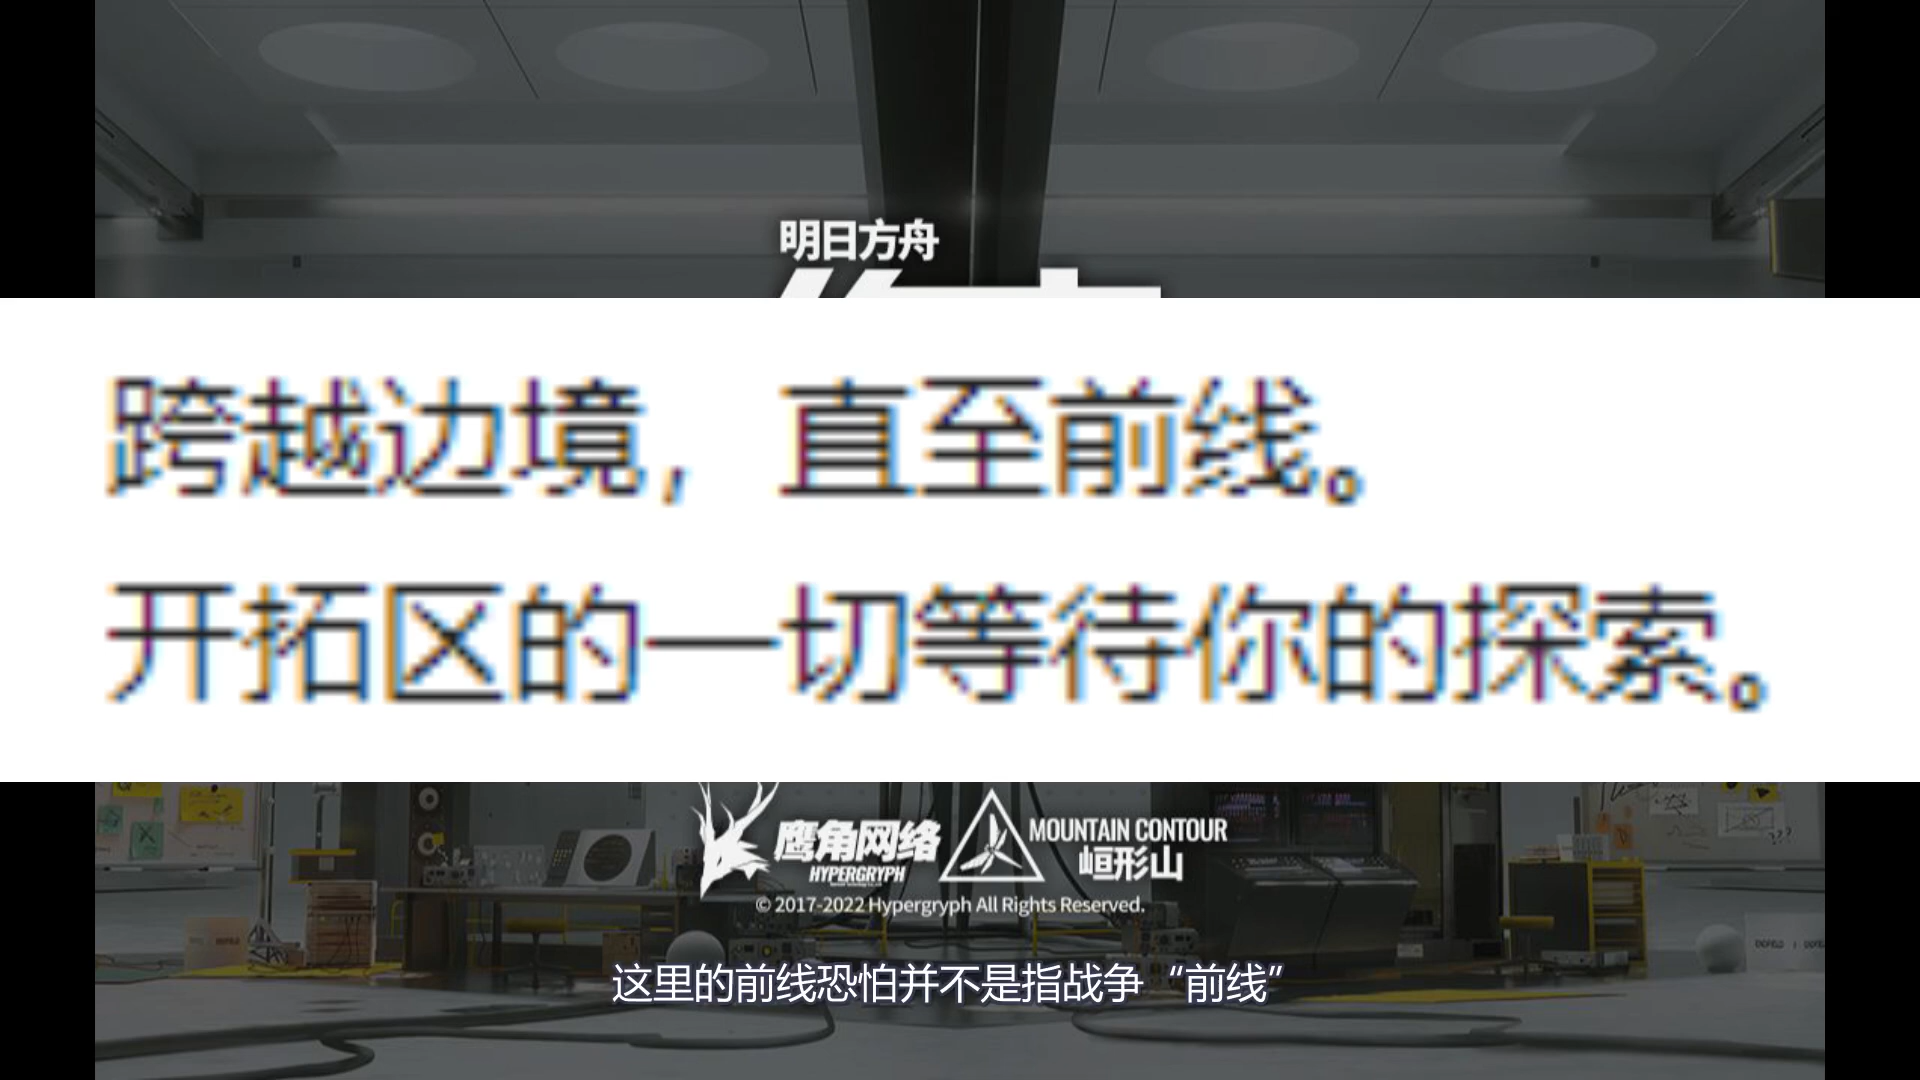 明日方舟
跨越边境，直至前线。
开拓区的一切等待你的探索。
鹰角网络
HYPERGRYPH
MOUNTAIN CONTOUR
峘形山
© 2017-2022 Hypergryph All Rights Reserved.
这里的前线恐怕并不是指战争“前线”